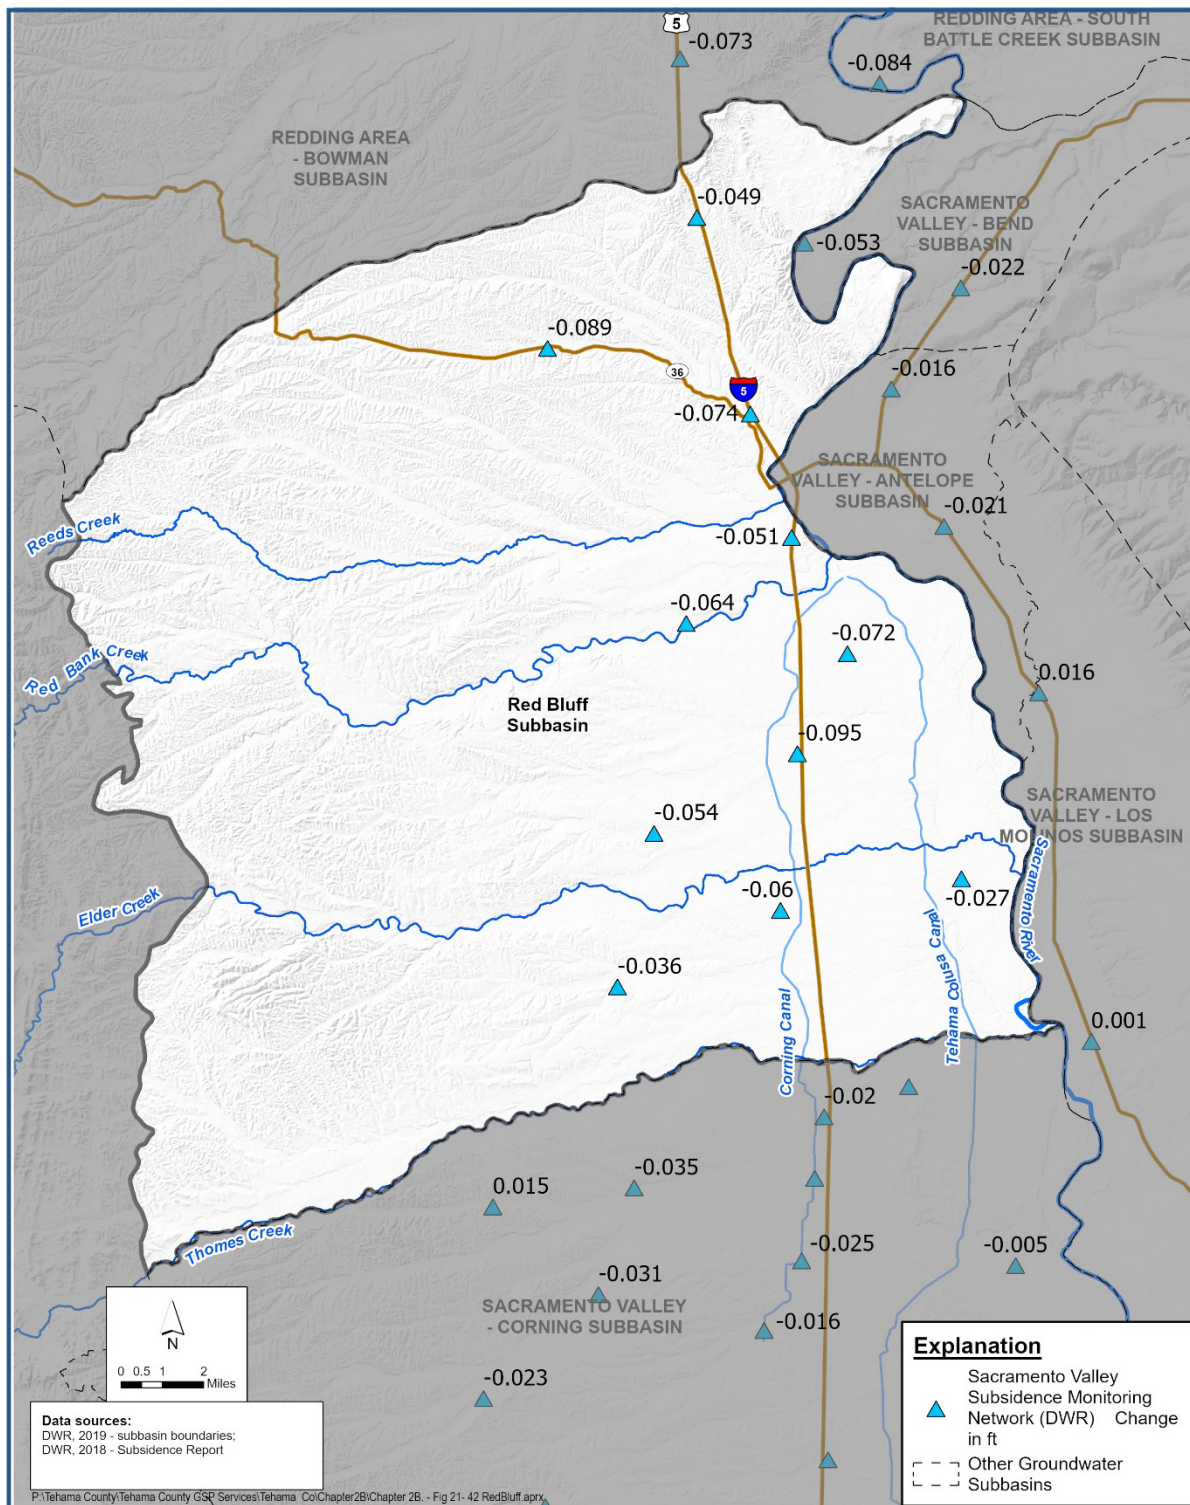 5
-0.073
REDDING AREA - SOUTH
BATTLE CREEK SUBBASIN
-0.084
REDDING AREA
- BOWMAN
SUBBASIN
-0.049
SACRAMENTO
VALLEY - BEND
SUBBASIN
-0.053
-0.022
-0.089
36
5
-0.016
-0.074
SACRAMENTO
VALLEY - ANTELOPE
SUBBASIN
-0.021
Reeds Creek
-0.051
-0.064
-0.072
Red Bank Creek
0.016
Red Bluff
Subbasin
-0.095
-0.054
SACRAMENTO
VALLEY - LOS
MOLINOS SUBBASIN
Sacramento River
Elder Creek
-0.06
-0.027
-0.036
Corning Canal
Tehama Colusa Canal
0.001
-0.02
-0.035
0.015
Thomes Creek
-0.025
-0.005
-0.031
SACRAMENTO VALLEY
- CORNING SUBBASIN
-0.016
-0.023
N
0 0.5 1 2
Miles
Data sources:
DWR, 2019 - subbasin boundaries;
DWR, 2018 - Subsidence Report
Explanation
Sacramento Valley
Subsidence Monitoring
Network (DWR) Change
in ft
Other Groundwater
Subbasins
P:\Tehama County\Tehama County GSP Services\Tehama Co\Chapter2B\Chapter 2B. - Fig 21- 42 RedBluff.aprx